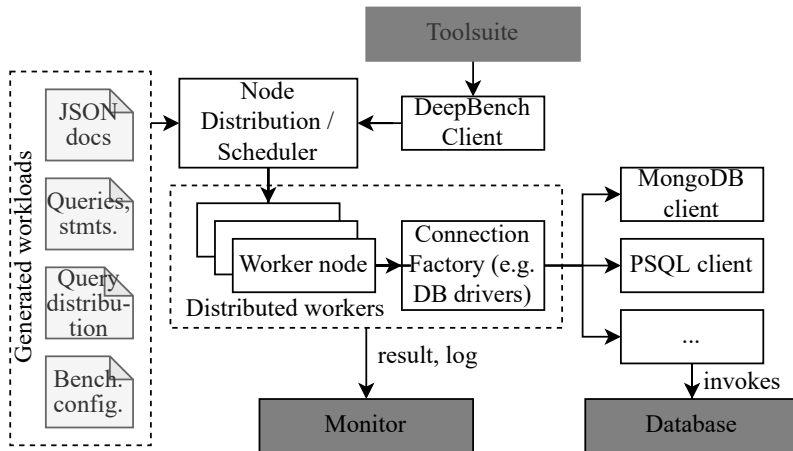 Toolsuite
Generated workloads
JSON
docs
Queries,
stmts.
Query
distribu-
tion
Bench.
config.
Node
Distribution /
Scheduler
DeepBench
Client
Worker node
Distributed workers
Connection
Factory (e.g.
DB drivers)
MongoDB
client
PSQL client
...
result, log
invokes
Monitor
Database